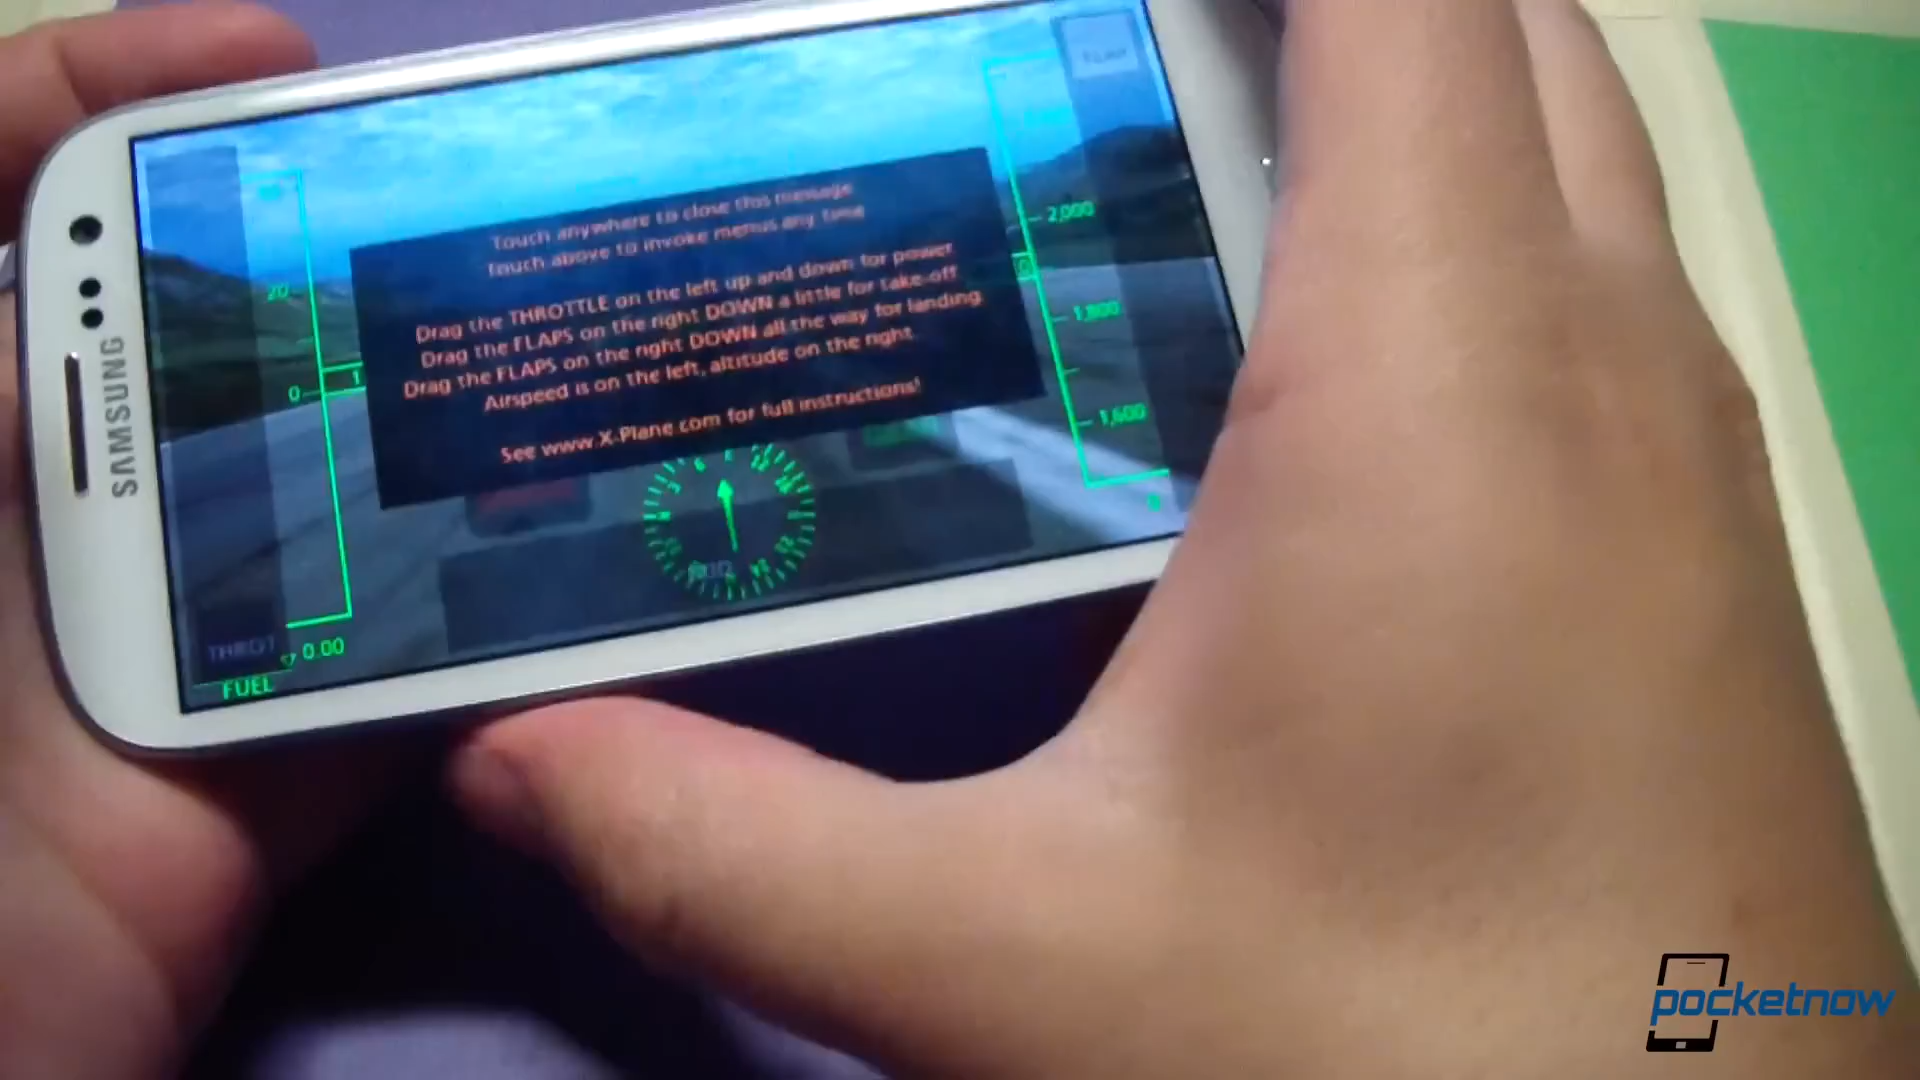 Touch anywhere to close this message
Touch above to invoke menus any time
Drag the THROTTLE on the left up and down for power
Drag the FLAPS on the right DOWN a little for take-off
Drag the FLAPS on the right DOWN all the way for landing
Airspeed is on the left, altitude on the right
See www.X-Plane.com for full instructions!
20
0
1
2,000
1,800
1,600
0
THROT
0.00
FUEL
SAMSUNG
pocketnow